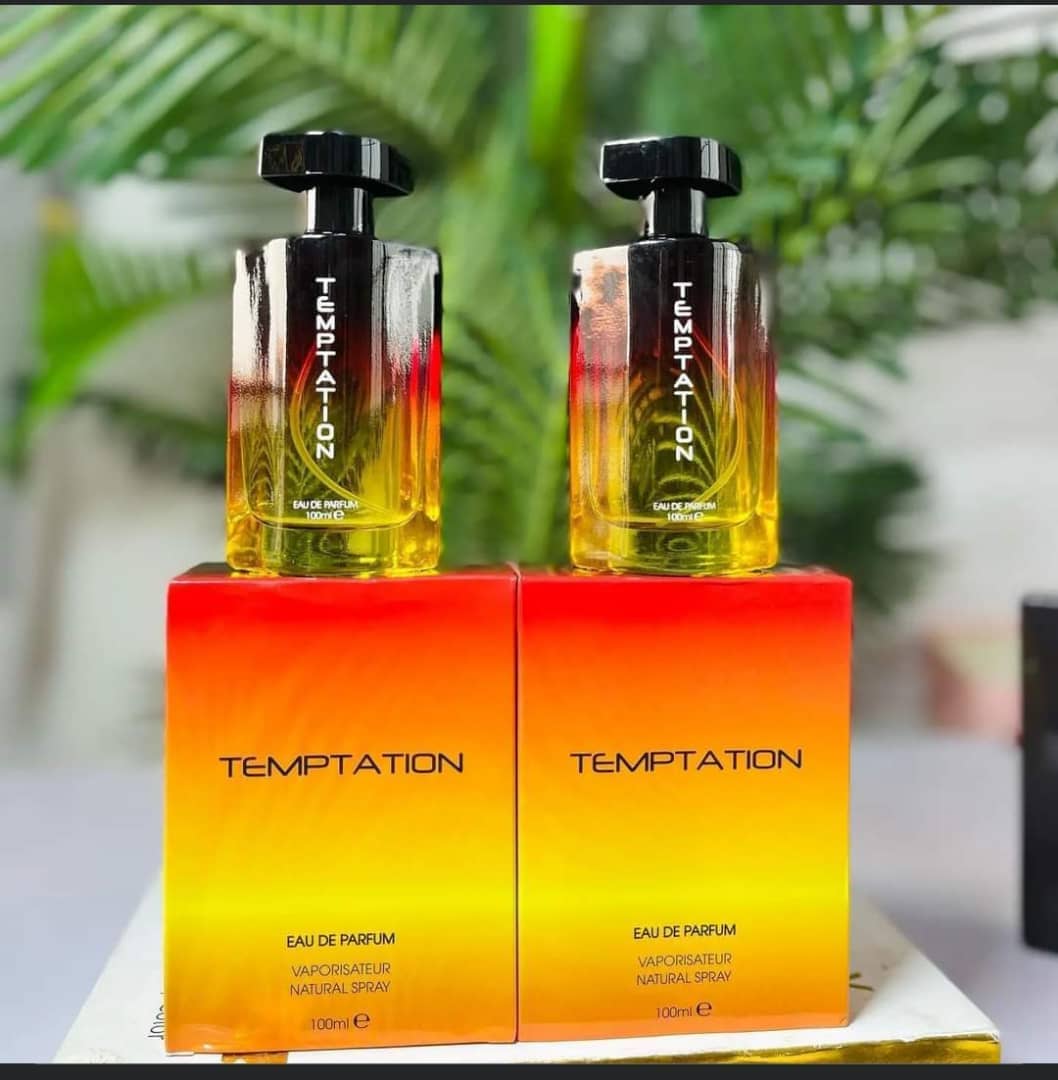 TEMPTATION
EAU DE PARFUM
100ml e
TEMPTATION
EAU DE PARFUM
100ml e
TEMPTATION
EAU DE PARFUM
VAPORISATEUR
NATURAL SPRAY
100ml e
TEMPTATION
EAU DE PARFUM
VAPORISATEUR
NATURAL SPRAY
100ml e